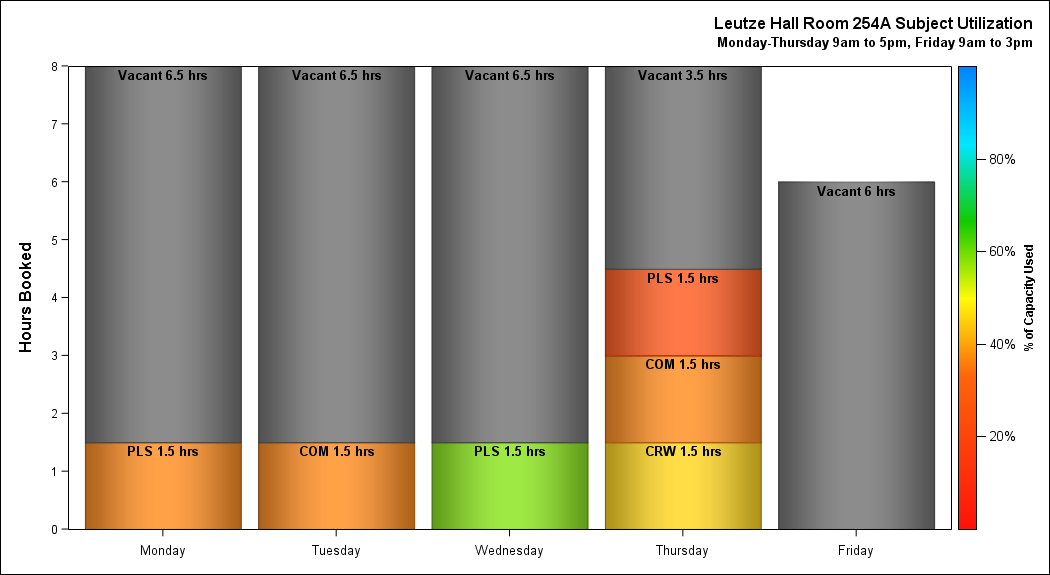 Leutze Hall Room 254A Subject Utilization
Monday-Thursday 9am to 5pm, Friday 9am to 3pm
Hours Booked
8
7
6
5
4
3
2
1
0
Vacant 6.5 hrs
PLS 1.5 hrs
Vacant 6.5 hrs
COM 1.5 hrs
Vacant 6.5 hrs
PLS 1.5 hrs
Vacant 3.5 hrs
PLS 1.5 hrs
COM 1.5 hrs
CRW 1.5 hrs
Vacant 6 hrs
Monday
Tuesday
Wednesday
Thursday
Friday
80%
60%
40%
20%
% of Capacity Used